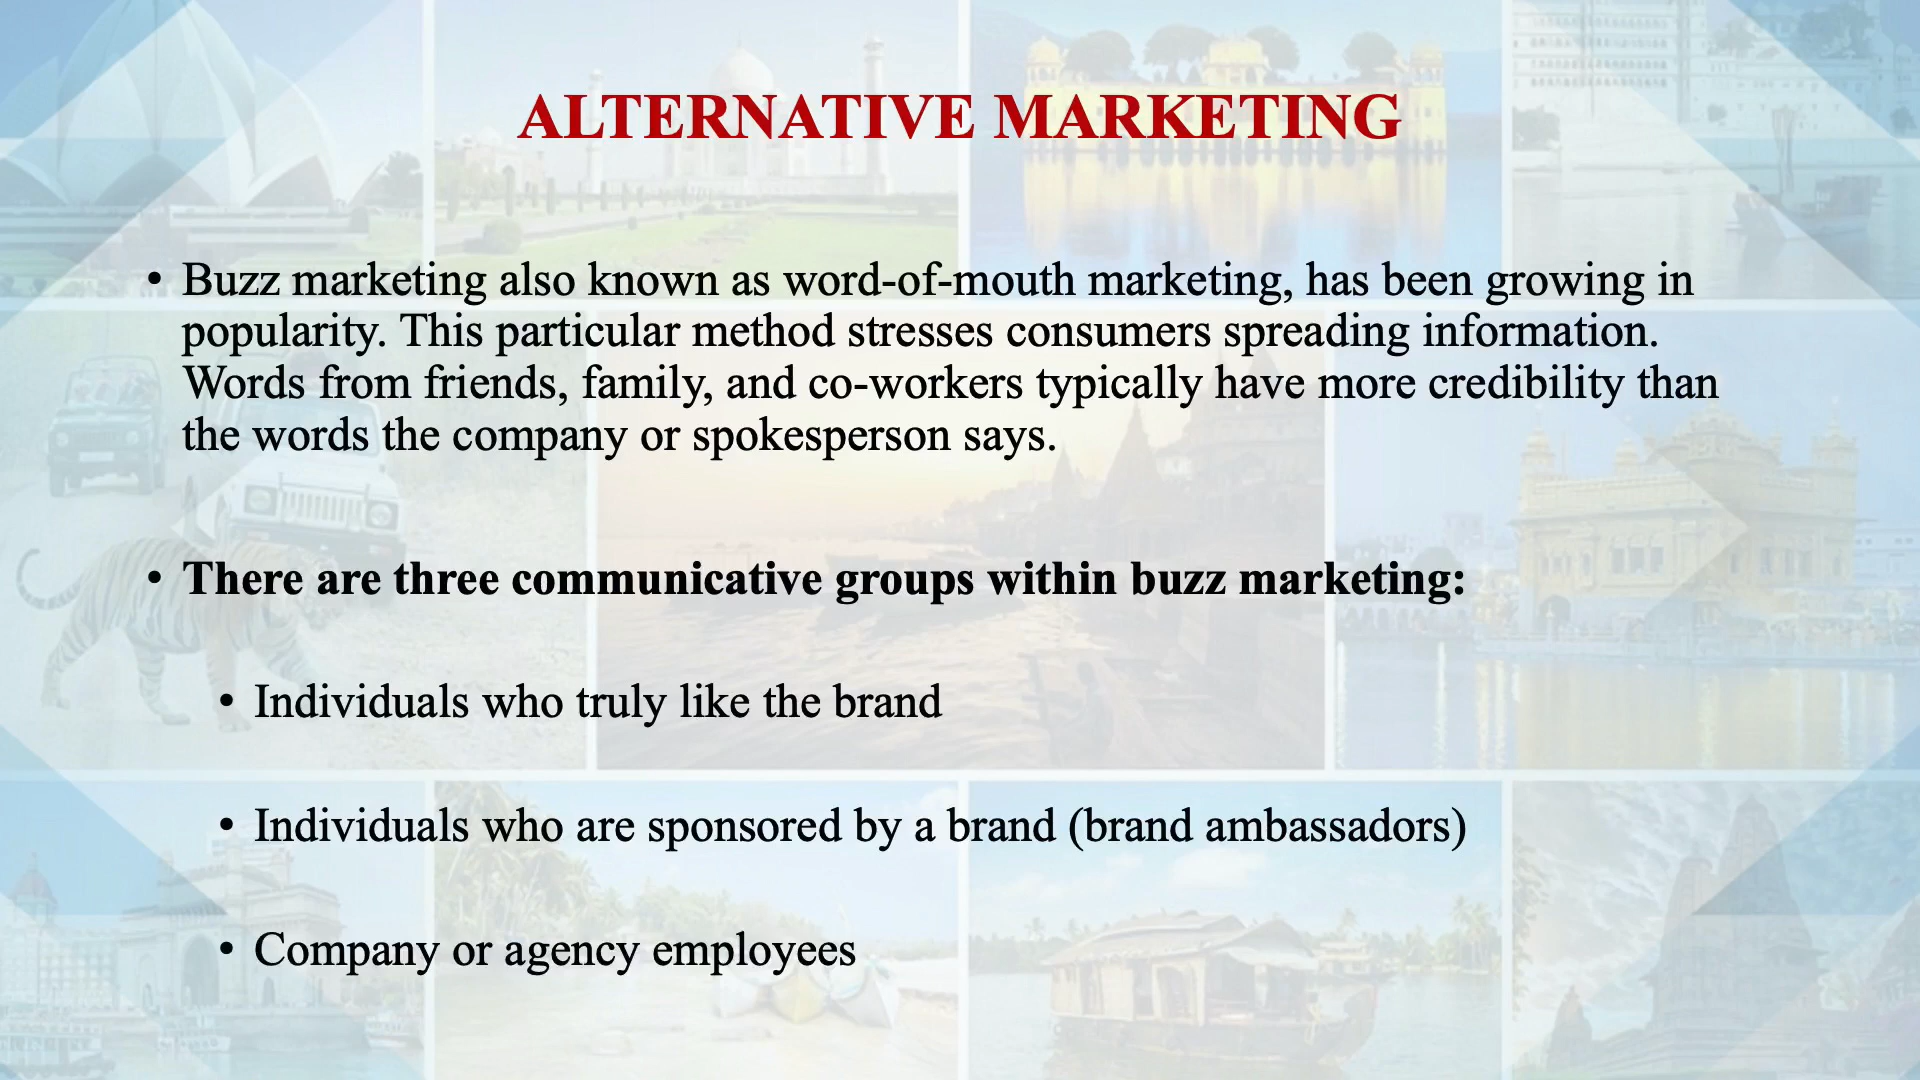 ALTERNATIVE MARKETING
• Buzz marketing also known as word-of-mouth marketing, has been growing in
popularity. This particular method stresses consumers spreading information.
Words from friends, family, and co-workers typically have more credibility than
the words the company or spokesperson says.
• There are three communicative groups within buzz marketing:
• Individuals who truly like the brand
• Individuals who are sponsored by a brand (brand ambassadors)
• Company or agency employees